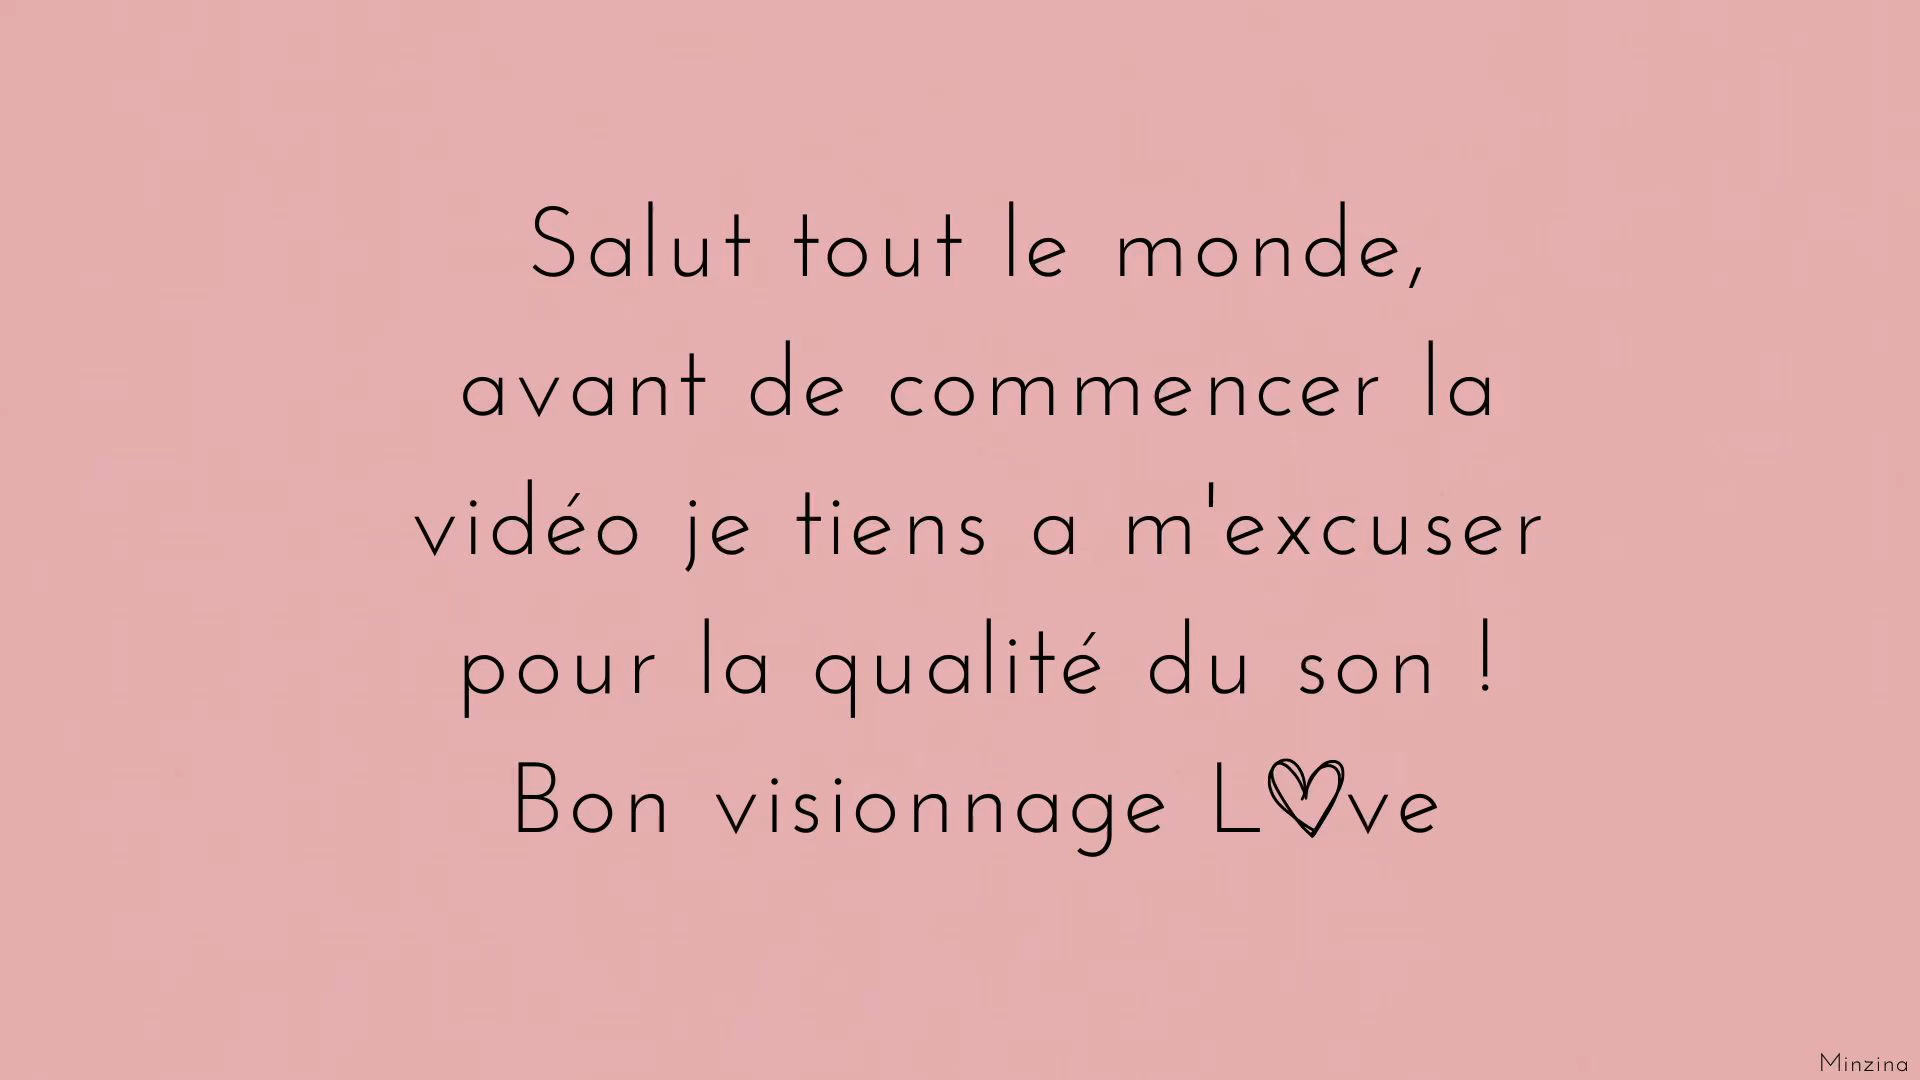 Salut tout le monde,
avant de commencer la
vidéo je tiens a m'excuser
pour la qualité du son !
Bon visionnage L♡ve
Minzina